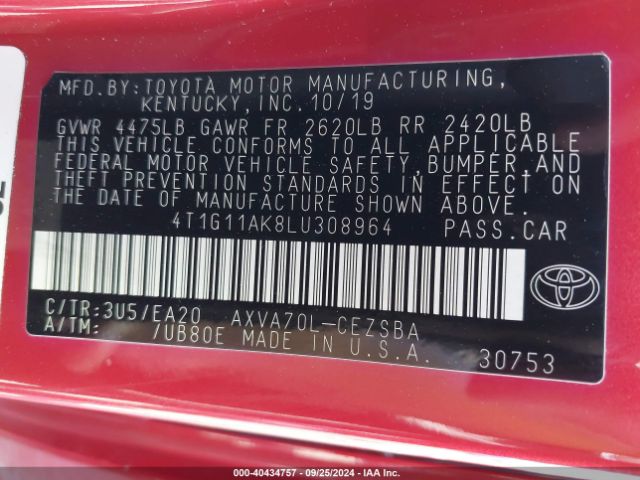 MFD.BY:TOYOTA MOTOR MANUFACTURING,
KENTUCKY,INC.10/19
GVWR 4475LB GAWR FR 2620LB RR 2420LB
THIS VEHICLE CONFORMS TO ALL APPLICABLE
FEDERAL MOTOR VEHICLE SAFETY,BUMPER,AND
THEFT PREVENTION STANDARDS IN EFFECT ON
THE DATE OF MANUFACTURE SHOWN ABOVE.
4T1G11AK8LU308964 PASS.CAR
C/TR:3U5/EA20 AXVA70L-CEZSBA
A/TM: /UB80E MADE IN U.S.A. 30753
000-40434757 - 09/25/2024 - IAA Inc.